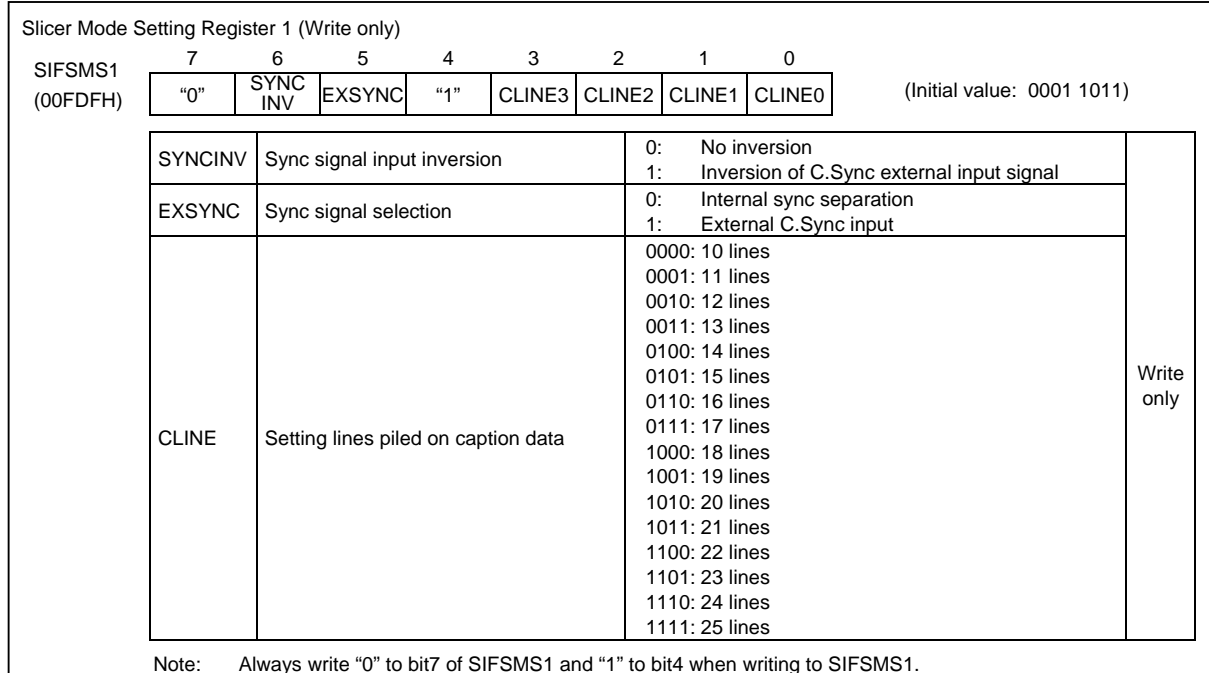 Slicer Mode Setting Register 1 (Write only)
7 6 5 4 3 2 1 0
SIFSMS1
(00FDFH)
“0” SYNC INV EXSYNC “1” CLINE3 CLINE2 CLINE1 CLINE0 (Initial value: 0001 1011)
SYNCINV Sync signal input inversion 0: No inversion
1: Inversion of C.Sync external input signal
EXSYNC Sync signal selection 0: Internal sync separation
1: External C.Sync input
CLINE Setting lines piled on caption data
0000: 10 lines
0001: 11 lines
0010: 12 lines
0011: 13 lines
0100: 14 lines
0101: 15 lines
0110: 16 lines
0111: 17 lines
1000: 18 lines
1001: 19 lines
1010: 20 lines
1011: 21 lines
1100: 22 lines
1101: 23 lines
1110: 24 lines
1111: 25 lines
Write
only
Note: Always write “0” to bit7 of SIFSMS1 and “1” to bit4 when writing to SIFSMS1.